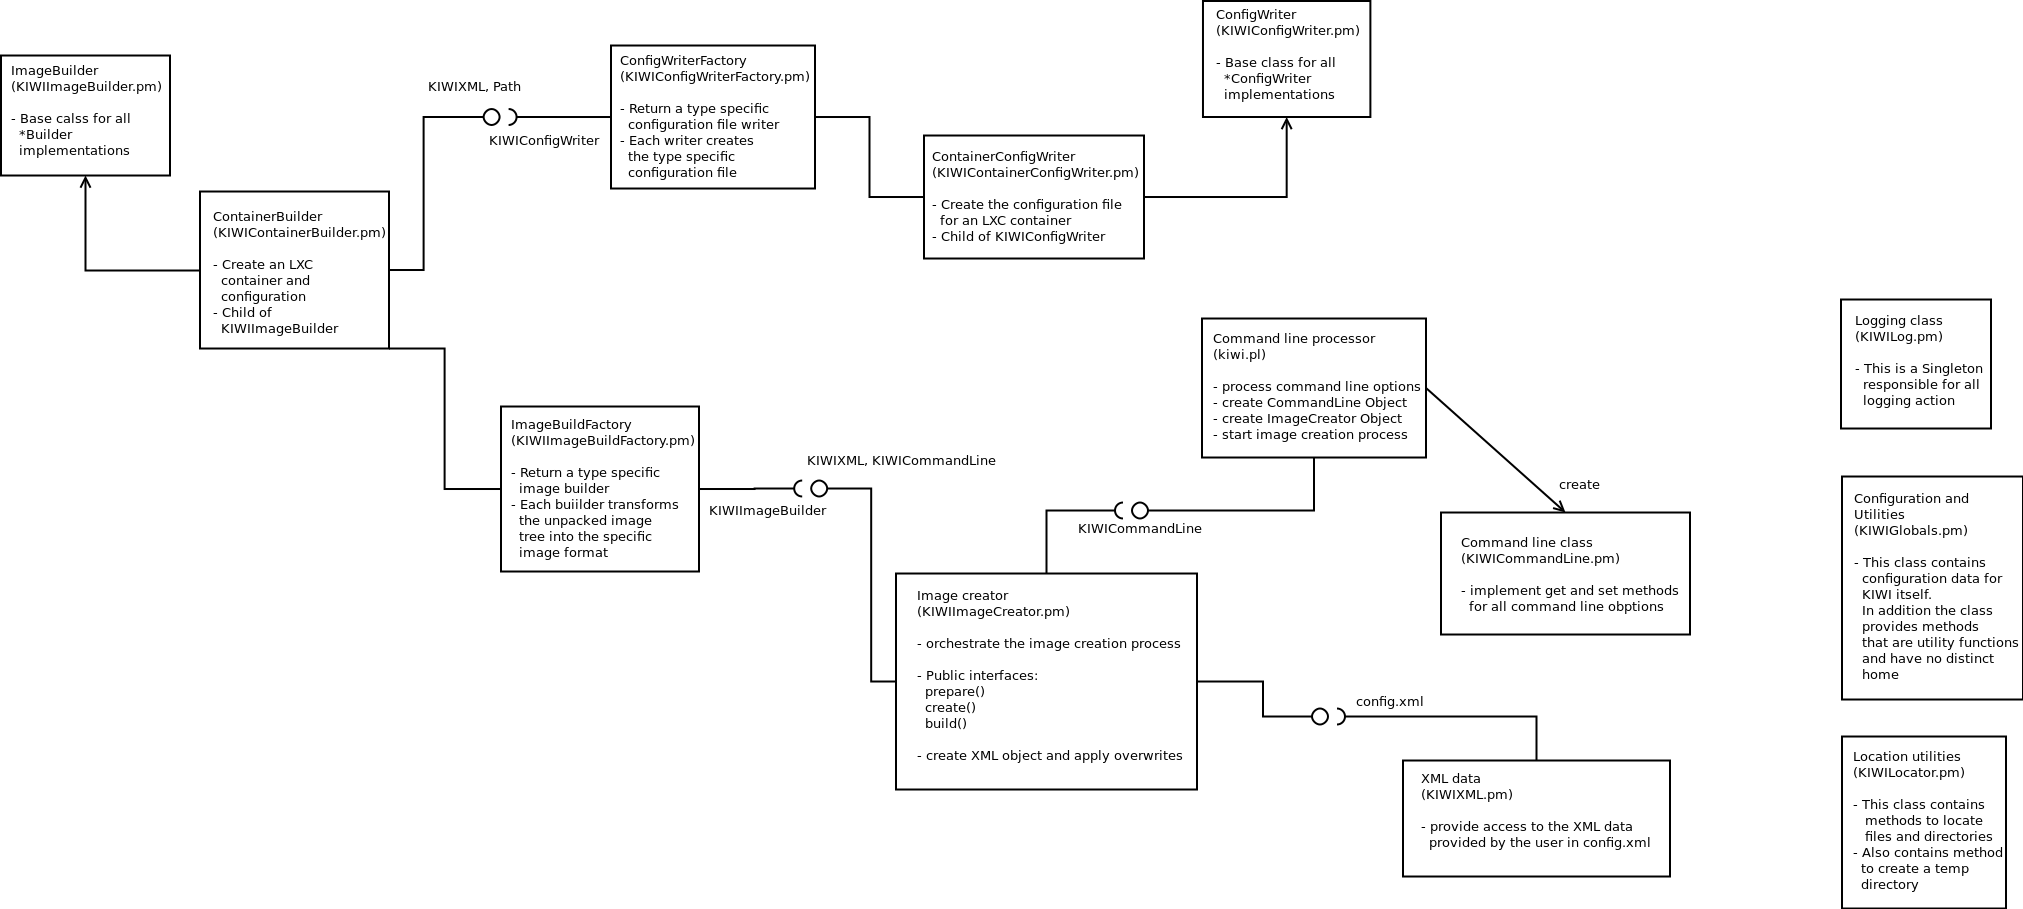 ImageBuilder
(KIWIImageBuilder.pm)
- Base calss for all
*Builder
implementations
ContainerBuilder
(KIWIContainerBuilder.pm)
- Create an LXC
container and
configuration
- Child of
KIWIImageBuilder
KIWIXML, Path
KIWIConfigWriter
ConfigWriterFactory
(KIWIConfigWriterFactory.pm)
- Return a type specific
configuration file writer
- Each writer creates
the type specific
configuration file
ContainerConfigWriter
(KIWIContainerConfigWriter.pm)
- Create the configuration file
for an LXC container
- Child of KIWIConfigWriter
ConfigWriter
(KIWIConfigWriter.pm)
- Base class for all
*ConfigWriter
implementations
ImageBuildFactory
(KIWIImageBuildFactory.pm)
- Return a type specific
image builder
- Each buiilder transforms
the unpacked image
tree into the specific
image format
KIWIXML, KIWICommandLine
KIWIImageBuilder
Command line processor
(kiwi.pl)
- process command line options
- create CommandLine Object
- create ImageCreator Object
- start image creation process
KIWICommandLine
create
Command line class
(KIWICommandLine.pm)
- implement get and set methods
for all command line obptions
Image creator
(KIWIImageCreator.pm)
- orchestrate the image creation process
- Public interfaces:
prepare()
create()
build()
- create XML object and apply overwrites
config.xml
XML data
(KIWIXML.pm)
- provide access to the XML data
provided by the user in config.xml
Logging class
(KIWILog.pm)
- This is a Singleton
responsible for all
logging action
Configuration and
Utilities
(KIWIGlobals.pm)
- This class contains
configuration data for
KIWI itself.
In addition the class
provides methods
that are utility functions
and have no distinct
home
Location utilities
(KIWILocator.pm)
- This class contains
methods to locate
files and directories
- Also contains method
to create a temp
directory